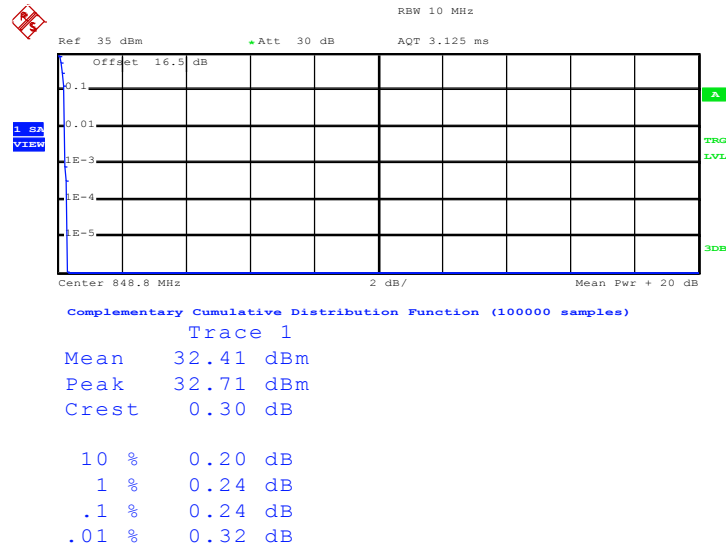 RBW 10 MHz
Ref 35 dBm * Att 30 dB AQT 3.125 ms
Offset 16.5 dB
0.1
A
0.01
1 SA
VIEW
TRG
LVL
1E-3
1E-4
1E-5
3DB
Center 848.8 MHz 2 dB/ Mean Pwr + 20 dB
Complementary Cumulative Distribution Function (100000 samples)
Trace 1
Mean 32.41 dBm
Peak 32.71 dBm
Crest 0.30 dB
10 % 0.20 dB
1 % 0.24 dB
.1 % 0.24 dB
.01 % 0.32 dB